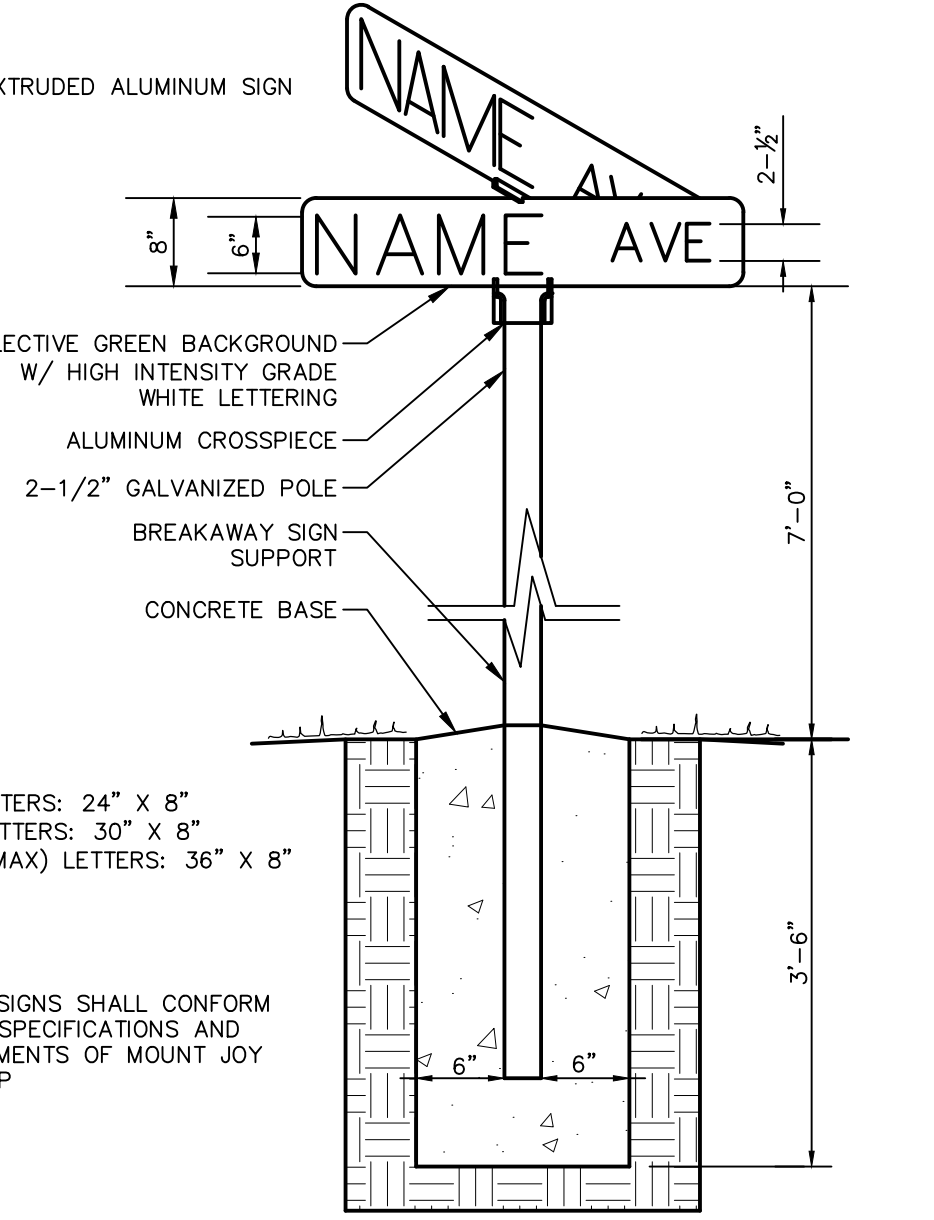 XTRUDED ALUMINUM SIGN
NAME AV
2-½"
8"
6"
NAME AVE
LECTIVE GREEN BACKGROUND
W/ HIGH INTENSITY GRADE
WHITE LETTERING
ALUMINUM CROSSPIECE
2-1/2" GALVANIZED POLE
BREAKAWAY SIGN
SUPPORT
CONCRETE BASE
7'-0"
TERS: 24" X 8"
TTERS: 30" X 8"
MAX) LETTERS: 36" X 8"
3'-6"
SIGNS SHALL CONFORM
SPECIFICATIONS AND
MENTS OF MOUNT JOY
P
6" 6"